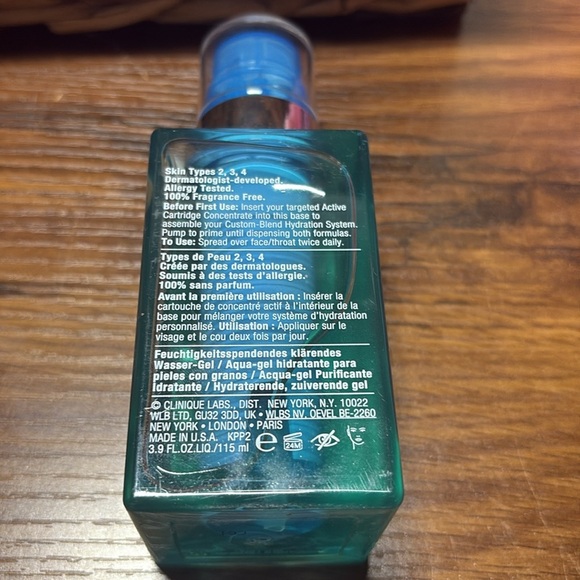 Skin Types 2, 3, 4
Dermatologist-developed.
Allergy Tested.
100% Fragrance Free.
Before First Use: Insert your targeted Active
Cartridge Concentrate into this base to
assemble your Custom-Blend Hydration System.
Pump to prime until dispensing both formulas.
To Use: Spread over face/throat twice daily.
Types de Peau 2, 3, 4
Créée par des dermatologues.
Soumis à des tests d'allergie.
100% sans parfum.
Avant la première utilisation : Insérer la
cartouche de concentré actif à l'intérieur de la
base pour mélanger votre système d'hydratation
personnalisé. Utilisation : Appliquer sur le
visage et le cou deux fois par jour.
Feuchtigkeitsspendendes klärendes
Wasser-Gel / Aqua-gel hidratante para
pieles con granos / Acqua-gel Purificante
Idratante / Hydraterende, zuiverende gel
© CLINIQUE LABS., DIST. NEW YORK, N.Y. 10022
WLB LTD, GU32 3DD, UK • WLBS NV. OEVEL BE-2260
NEW YORK • LONDON • PARIS
MADE IN U.S.A. KPP2 e 24M
3.9 FL.OZ.LIQ./115 ml